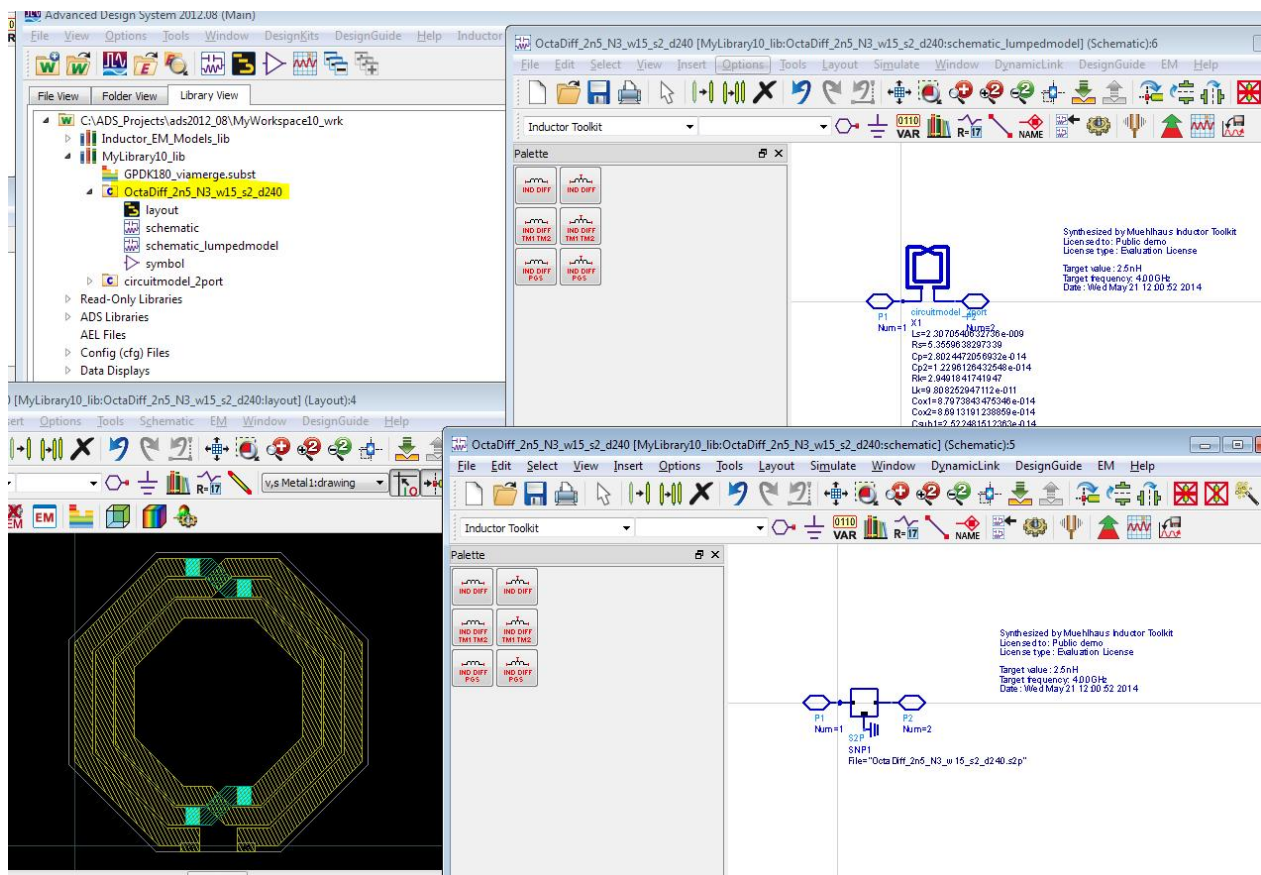 Advanced Design System 2012.08 (Main)
File View Options Tools Window DesignKits DesignGuide Help Inductor
File View Folder View Library View
C:\ADS_Projects\ads2012_08\MyWorkspace10_wrk
Inductor_EM_Models_lib
MyLibrary10_lib
GPDK180_viamerge.subst
OctaDiff_2n5_N3_w15_s2_d240
layout
schematic
schematic_lumpedmodel
symbol
circuitmodel_2port
Read-Only Libraries
ADS Libraries
AEL Files
Config (cfg) Files
Data Displays
OctaDiff_2n5_N3_w15_s2_d240 [MyLibrary10_lib:OctaDiff_2n5_N3_w15_s2_d240:schematic_lumpedmodel] (Schematic):6
File Edit Select View Insert Options Tools Layout Simulate Window DynamicLink DesignGuide EM Help
Inductor Toolkit
0110
VAR
R=17
NAME
Palette
IND DIFF IND DIFF
IND DIFF TM1 TM2 IND DIFF TM1 TM2
IND DIFF PGS IND DIFF PGS
Synthesized by Muehlhaus Inductor Toolkit
Licensed to: Public demo
License type : Evaluation License
Target value : 2.5nH
Target frequency: 4.00GHz
Date : Wed May 21 12:00:52 2014
P1
Num=1
circuitmodel_2port
X1
P2
Num=2
Ls=2.3070540632736e-009
Rs=5.3559638297339
Cp=2.8024472056932e-014
Cp2=1.2296126432548e-014
Rk=2.9491841741947
Lk=9.808252947112e-011
Cox1=8.7973843475346e-014
Cox2=8.6913191238859e-014
Csub1=2.522481512363e-014
[MyLibrary10_lib:OctaDiff_2n5_N3_w15_s2_d240:layout] (Layout):4
Options Tools Schematic EM Window DesignGuide Help
R=17
v,s Metal1:drawing
EM
EM
OctaDiff_2n5_N3_w15_s2_d240 [MyLibrary10_lib:OctaDiff_2n5_N3_w15_s2_d240:schematic] (Schematic):5
File Edit Select View Insert Options Tools Layout Simulate Window DynamicLink DesignGuide EM Help
Inductor Toolkit
0110
VAR
R=17
NAME
Palette
IND DIFF IND DIFF
IND DIFF TM1 TM2 IND DIFF TM1 TM2
IND DIFF PGS IND DIFF PGS
Synthesized by Muehlhaus Inductor Toolkit
Licensed to: Public demo
License type : Evaluation License
Target value : 2.5nH
Target frequency: 4.00GHz
Date : Wed May 21 12:00:52 2014
P1
Num=1
P2
Num=2
S2P
SNP1
File="OctaDiff_2n5_N3_w15_s2_d240.s2p"